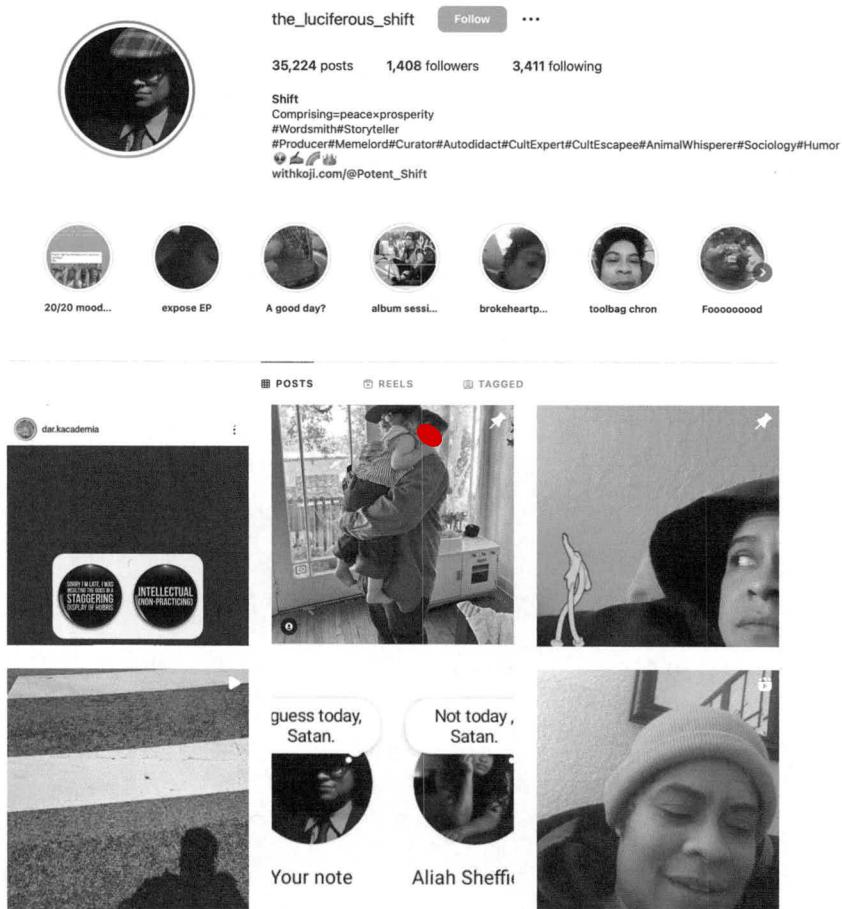 the_luciferous_shift Follow
35,224 posts 1,408 followers 3,411 following
Shift
Comprising=peace×prosperity
#Wordsmith#Storyteller
#Producer#Memelord#Curator#Autodidact#CultExpert#CultEscapee#AnimalWhisperer#Sociology#Humor
withkoji.com/@Potent_Shift
20/20 mood... expose EP A good day? album sessi... brokeheartp... toolbag chron Fooooooood
POSTS REELS TAGGED
dar.kacademia
SORRY I'M LATE, I WAS
INSULTING THE GODS IN A
STAGGERING
DISPLAY OF HUBRIS
INTELLECTUAL
(NON-PRACTICING)
guess today,
Satan.
Not today ,
Satan.
Your note
Aliah Sheffi